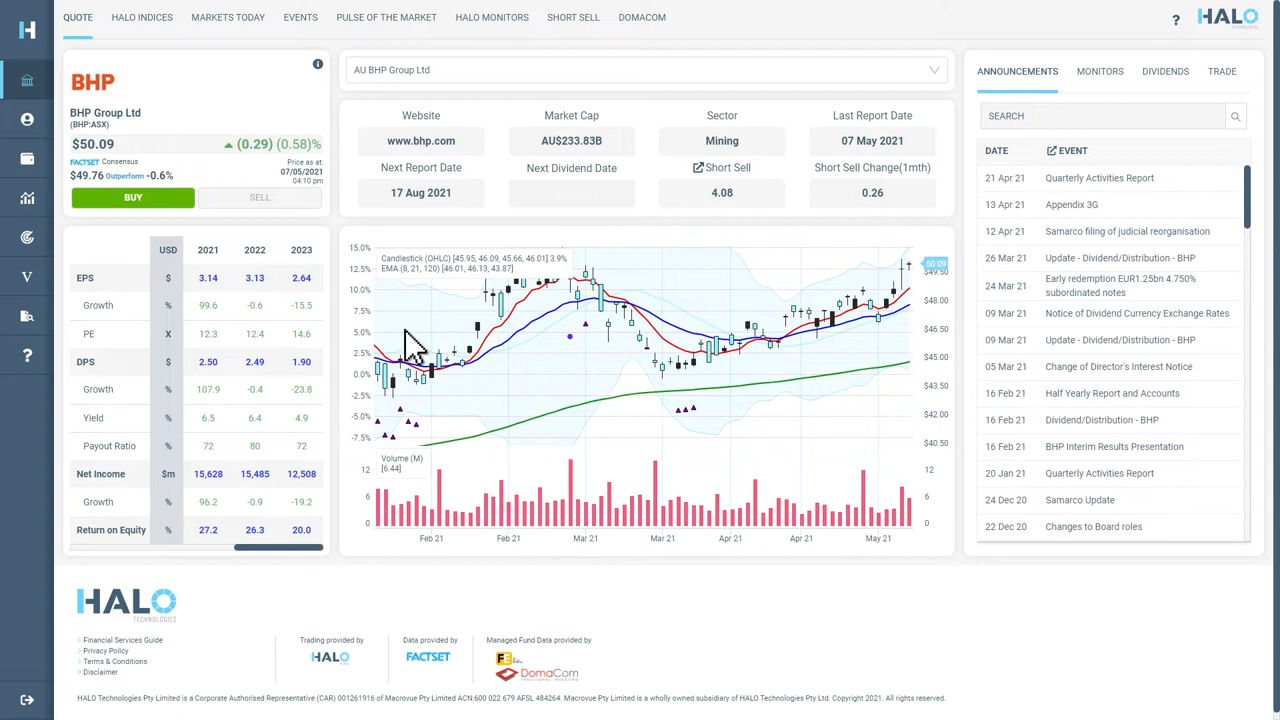 QUOTE HALO INDICES MARKETS TODAY EVENTS PULSE OF THE MARKET HALO MONITORS SHORT SELL DOMACOM
? HALO
TECHNOLOGIES
H
BHP
BHP Group Ltd
(BHP:ASX)
$50.09 (0.29) (0.58)%
FACTSET Consensus
$49.76 Outperform -0.6%
Price as at:
07/05/2021
04:10 pm
BUY SELL
AU BHP Group Ltd
Website Market Cap Sector Last Report Date
www.bhp.com AU$233.83B Mining 07 May 2021
Next Report Date Next Dividend Date Short Sell Short Sell Change(1mth)
17 Aug 2021 4.08 0.26
USD 2021 2022 2023
EPS $ 3.14 3.13 2.64
Growth % 99.6 -0.6 -15.5
PE X 12.3 12.4 14.6
DPS $ 2.50 2.49 1.90
Growth % 107.9 -0.4 -23.8
Yield % 6.5 6.4 4.9
Payout Ratio % 72 80 72
Net Income $m 15,628 15,485 12,508
Growth % 96.2 -0.9 -19.2
Return on Equity % 27.2 26.3 20.0
Candlestick (OHLC) [45.95, 46.09, 45.66, 46.01] 3.9%
EMA (8, 21, 120) [46.01, 46.13, 43.87]
15.0%
12.5%
10.0%
7.5%
5.0%
2.5%
0.0%
-2.5%
-5.0%
-7.5%
50.09
$49.50
$48.00
$46.50
$45.00
$43.50
$42.00
$40.50
Volume (M)
[6.44]
12 12
6 6
0 0
Feb 21 Feb 21 Mar 21 Mar 21 Apr 21 Apr 21 May 21
ANNOUNCEMENTS MONITORS DIVIDENDS TRADE
SEARCH
DATE EVENT
21 Apr 21 Quarterly Activities Report
13 Apr 21 Appendix 3G
12 Apr 21 Samarco filing of judicial reorganisation
26 Mar 21 Update - Dividend/Distribution - BHP
24 Mar 21 Early redemption EUR1.25bn 4.750%
subordinated notes
09 Mar 21 Notice of Dividend Currency Exchange Rates
09 Mar 21 Update - Dividend/Distribution - BHP
05 Mar 21 Change of Director's Interest Notice
16 Feb 21 Half Yearly Report and Accounts
16 Feb 21 Dividend/Distribution - BHP
16 Feb 21 BHP Interim Results Presentation
20 Jan 21 Quarterly Activities Report
24 Dec 20 Samarco Update
22 Dec 20 Changes to Board roles
V
?
HALO
TECHNOLOGIES
Financial Services Guide
Privacy Policy
Terms & Conditions
Disclaimer
Trading provided by
HALO
Data provided by
FACTSET
Managed Fund Data provided by
FE
DomaCom
HALO Technologies Pty Limited is a Corporate Authorised Representative (CAR) 001261916 of Macrovue Pty Limited ACN:600 022 679 AFSL 484264. Macrovue Pty Limited is a wholly owned subsidiary of HALO Technologies Pty Ltd. Copyright 2021. All rights reserved.